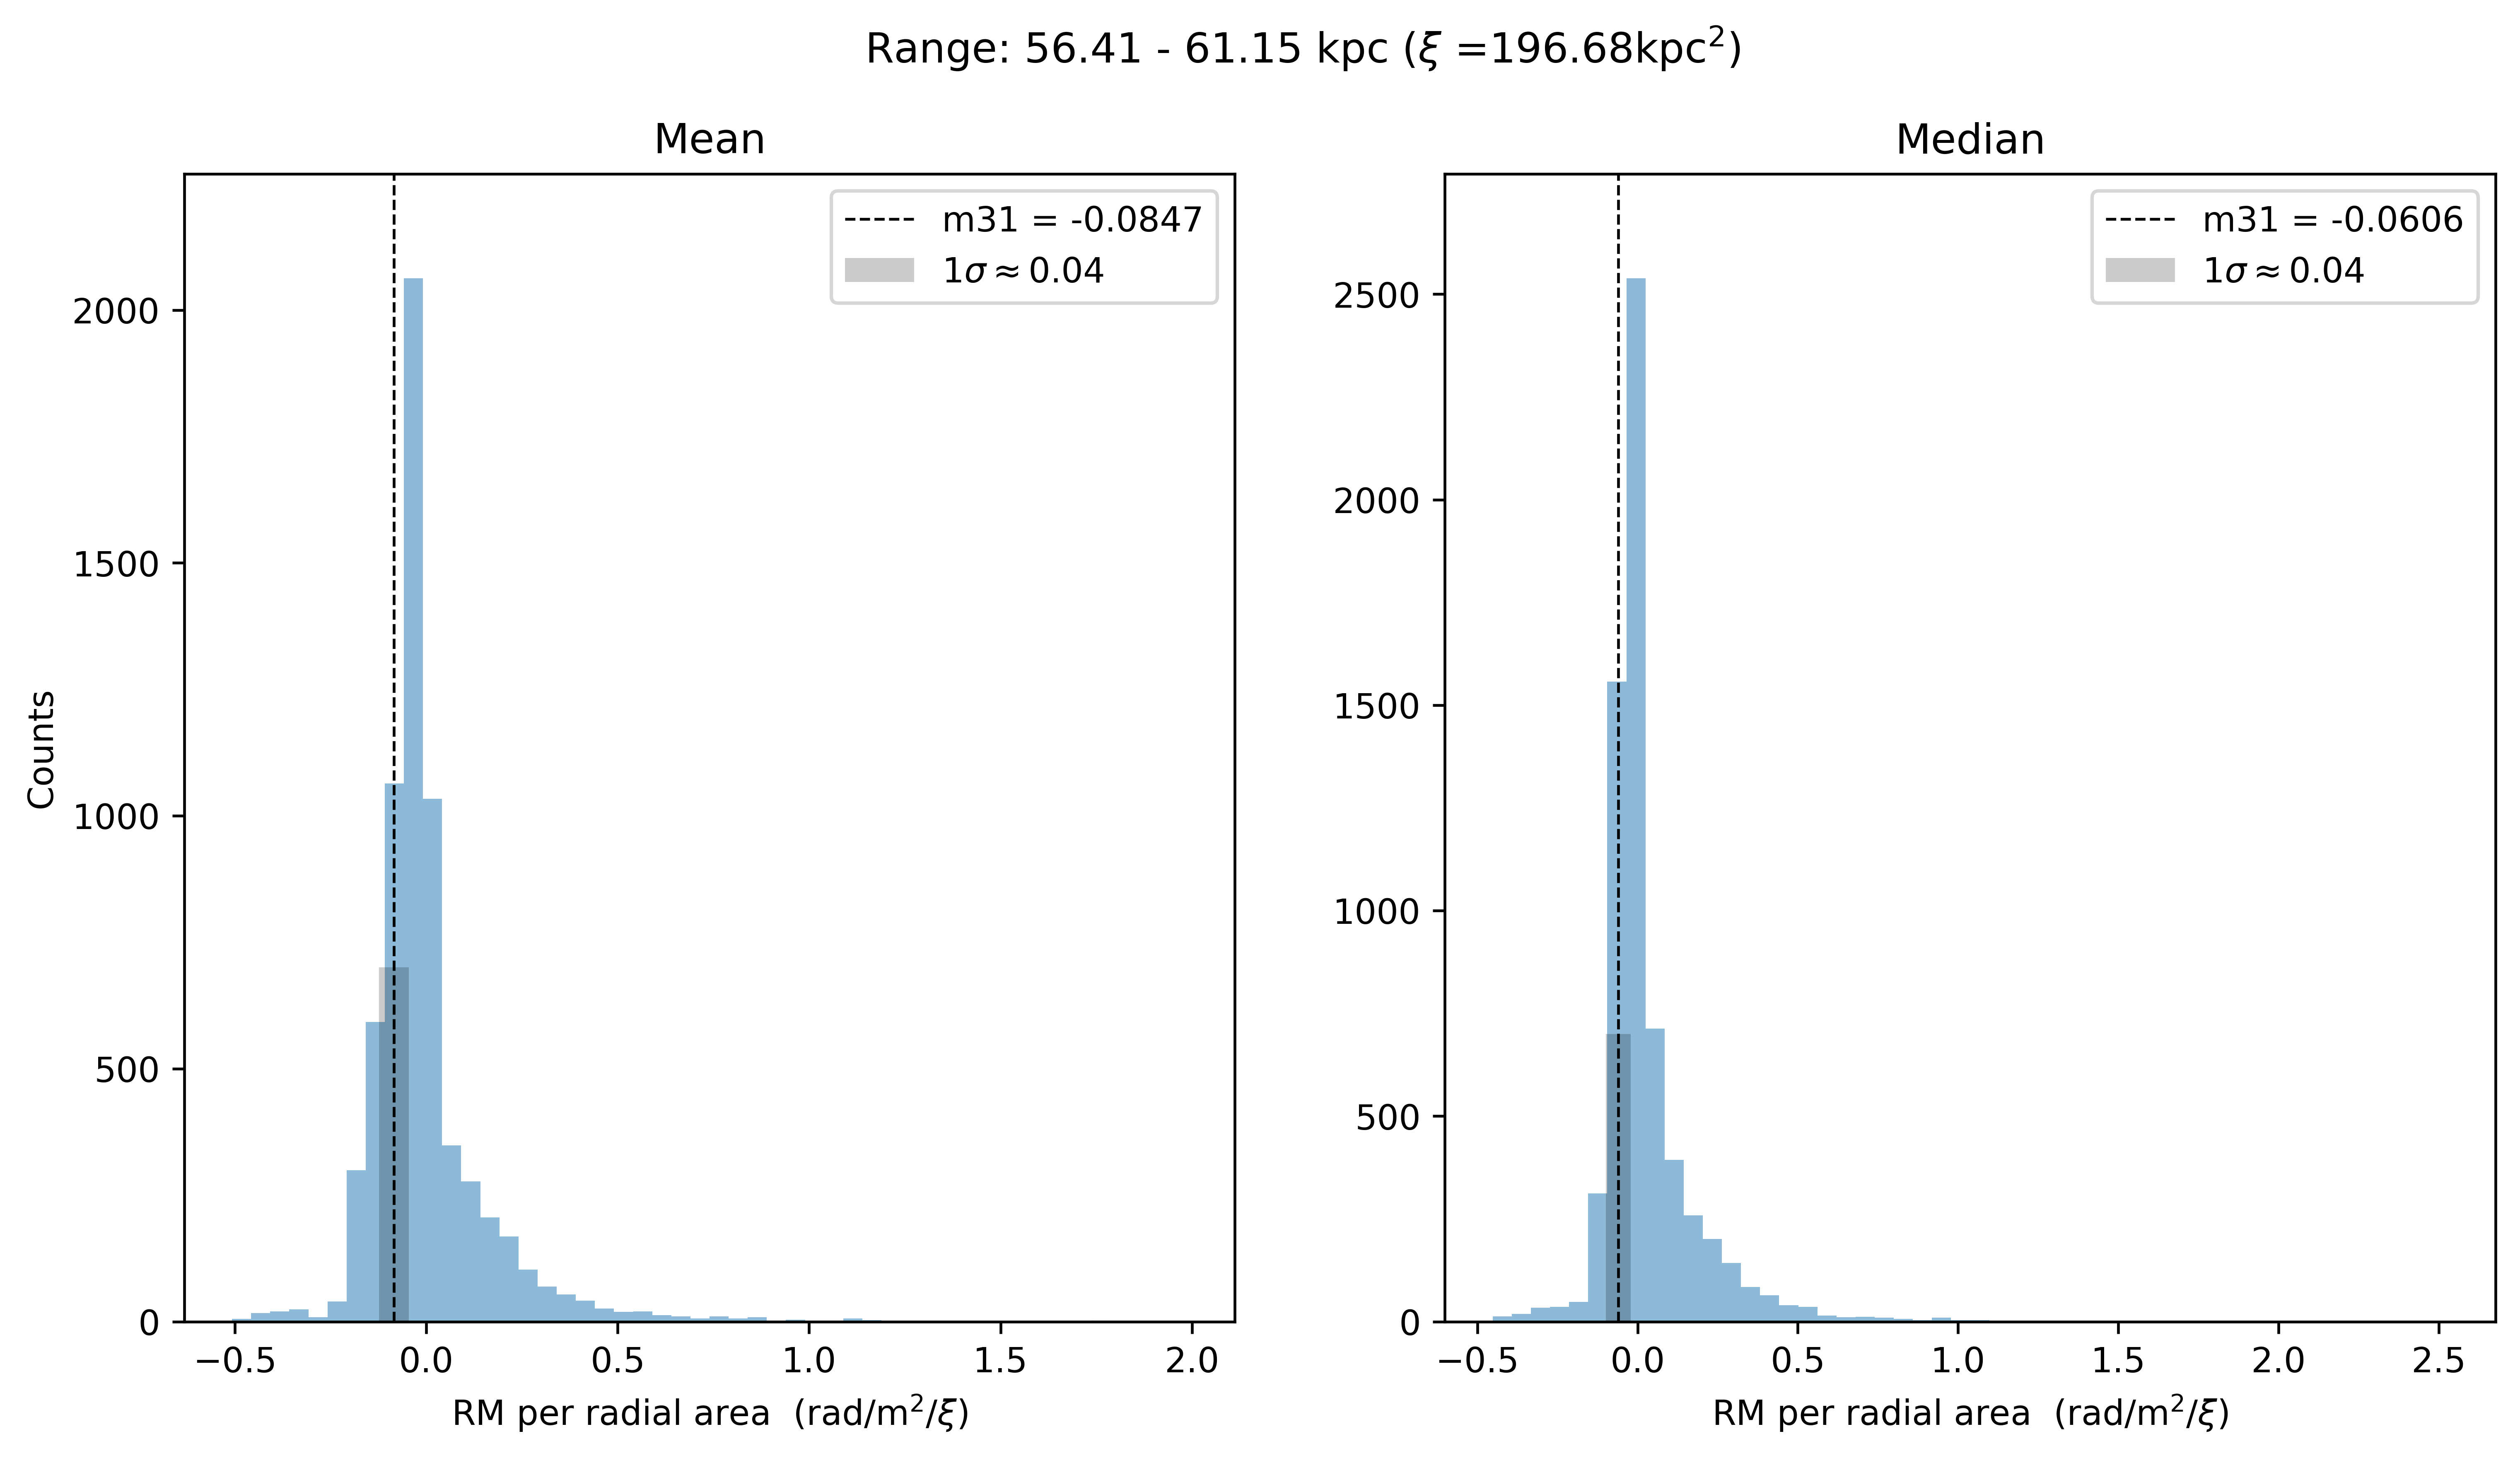 Range: 56.41 - 61.15 kpc (ξ =196.68kpc²)
Mean
m31 = -0.0847
1σ ≈ 0.04
2000
1500
1000
500
0
Counts
−0.5 0.0 0.5 1.0 1.5 2.0
RM per radial area (rad/m²/ξ)
Median
m31 = -0.0606
1σ ≈ 0.04
2500
2000
1500
1000
500
0
−0.5 0.0 0.5 1.0 1.5 2.0 2.5
RM per radial area (rad/m²/ξ)